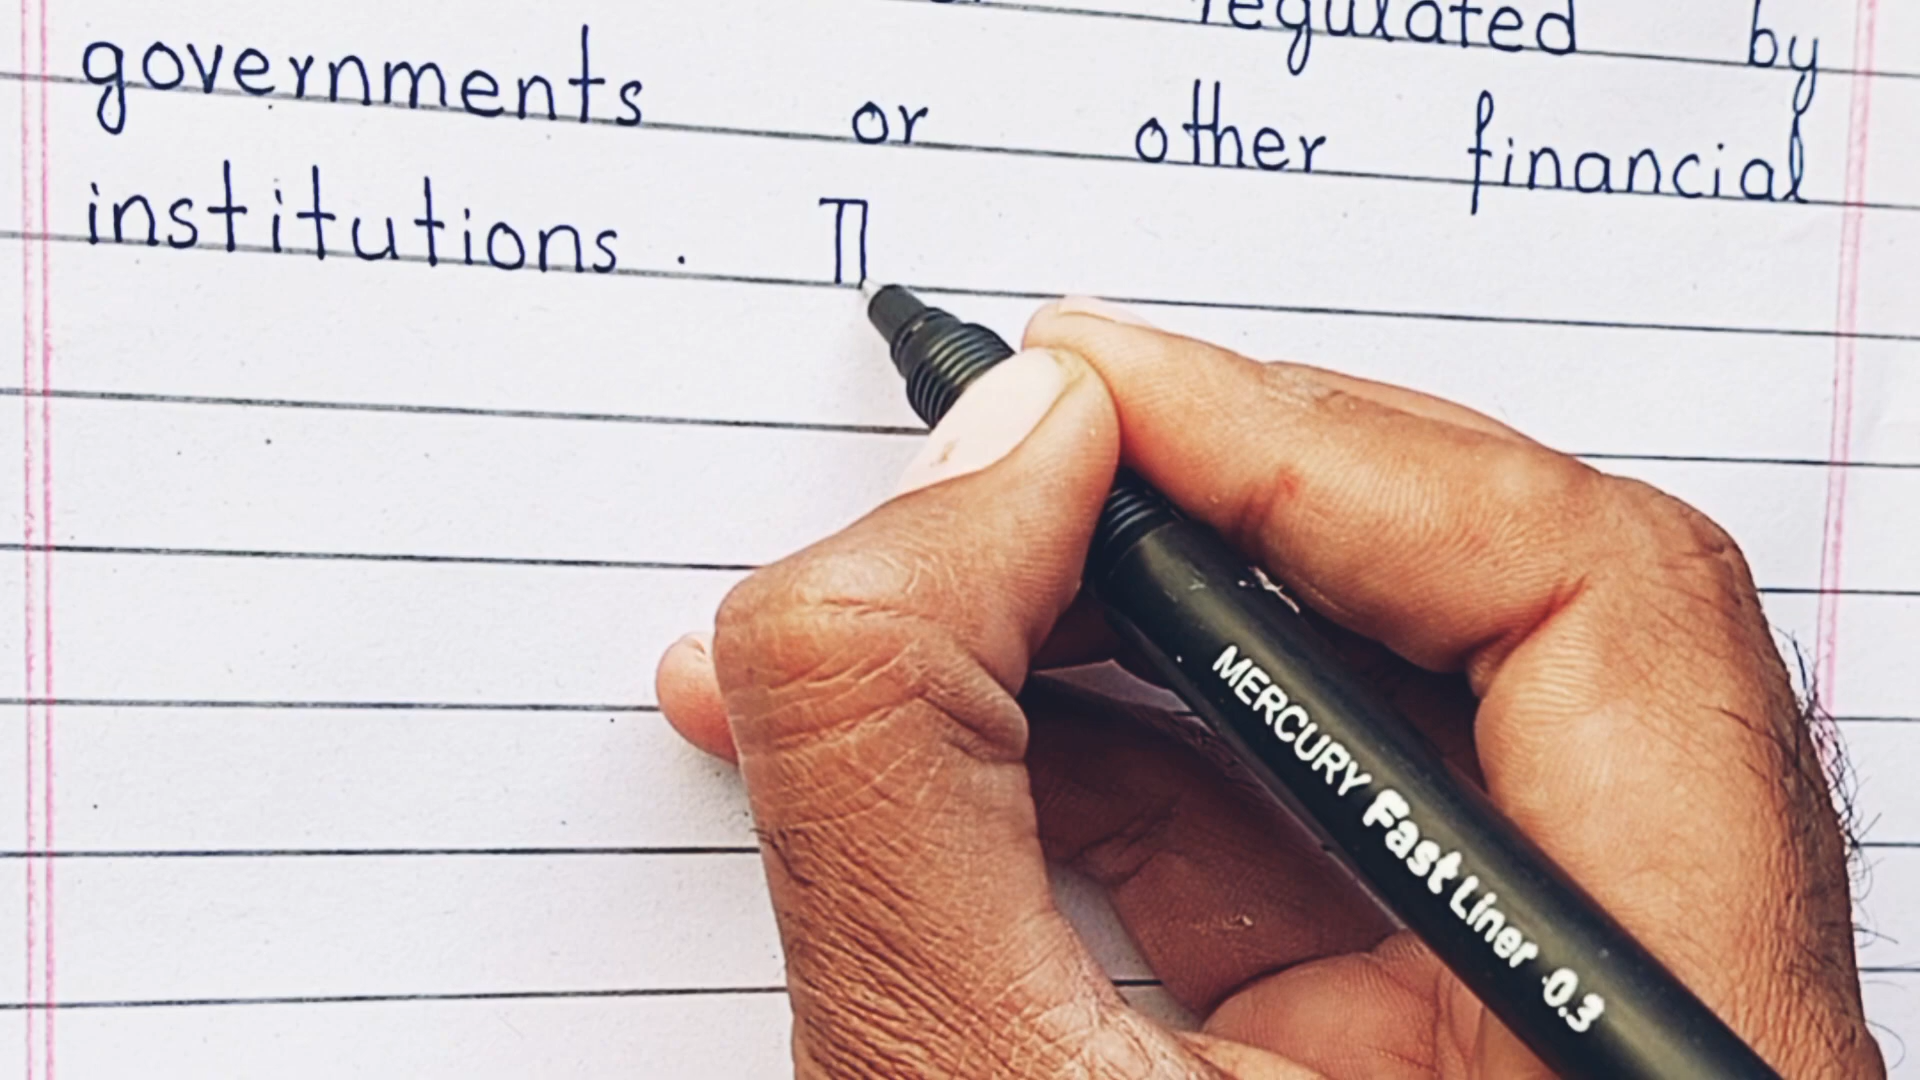 regulated by
governments or other financial
institutions.
MERCURY Fast Liner 0.3